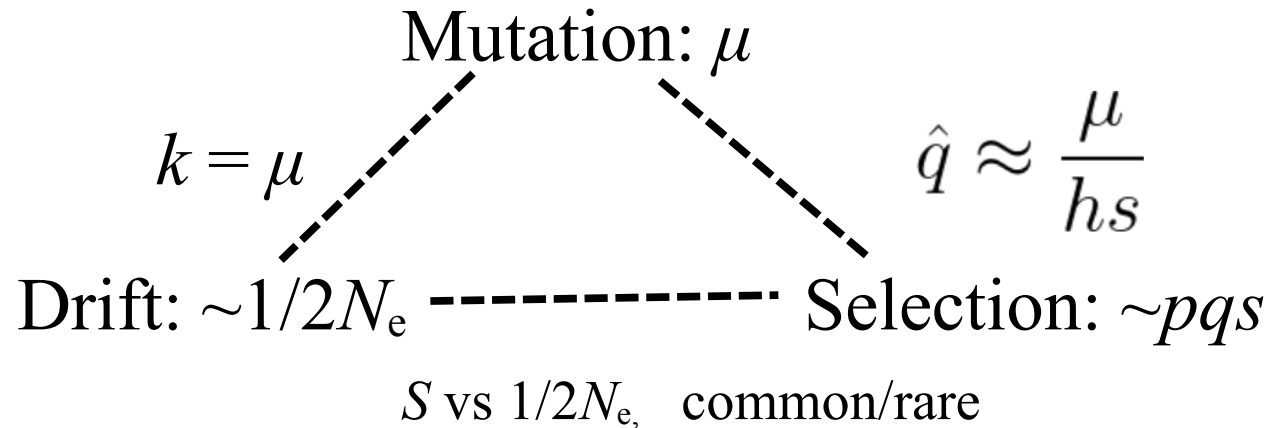 Mutation: μ
k = μ
q̂ ≈ μ/hs
Drift: ~1/2Nₑ
Selection: ~pqs
S vs 1/2Nₑ, common/rare